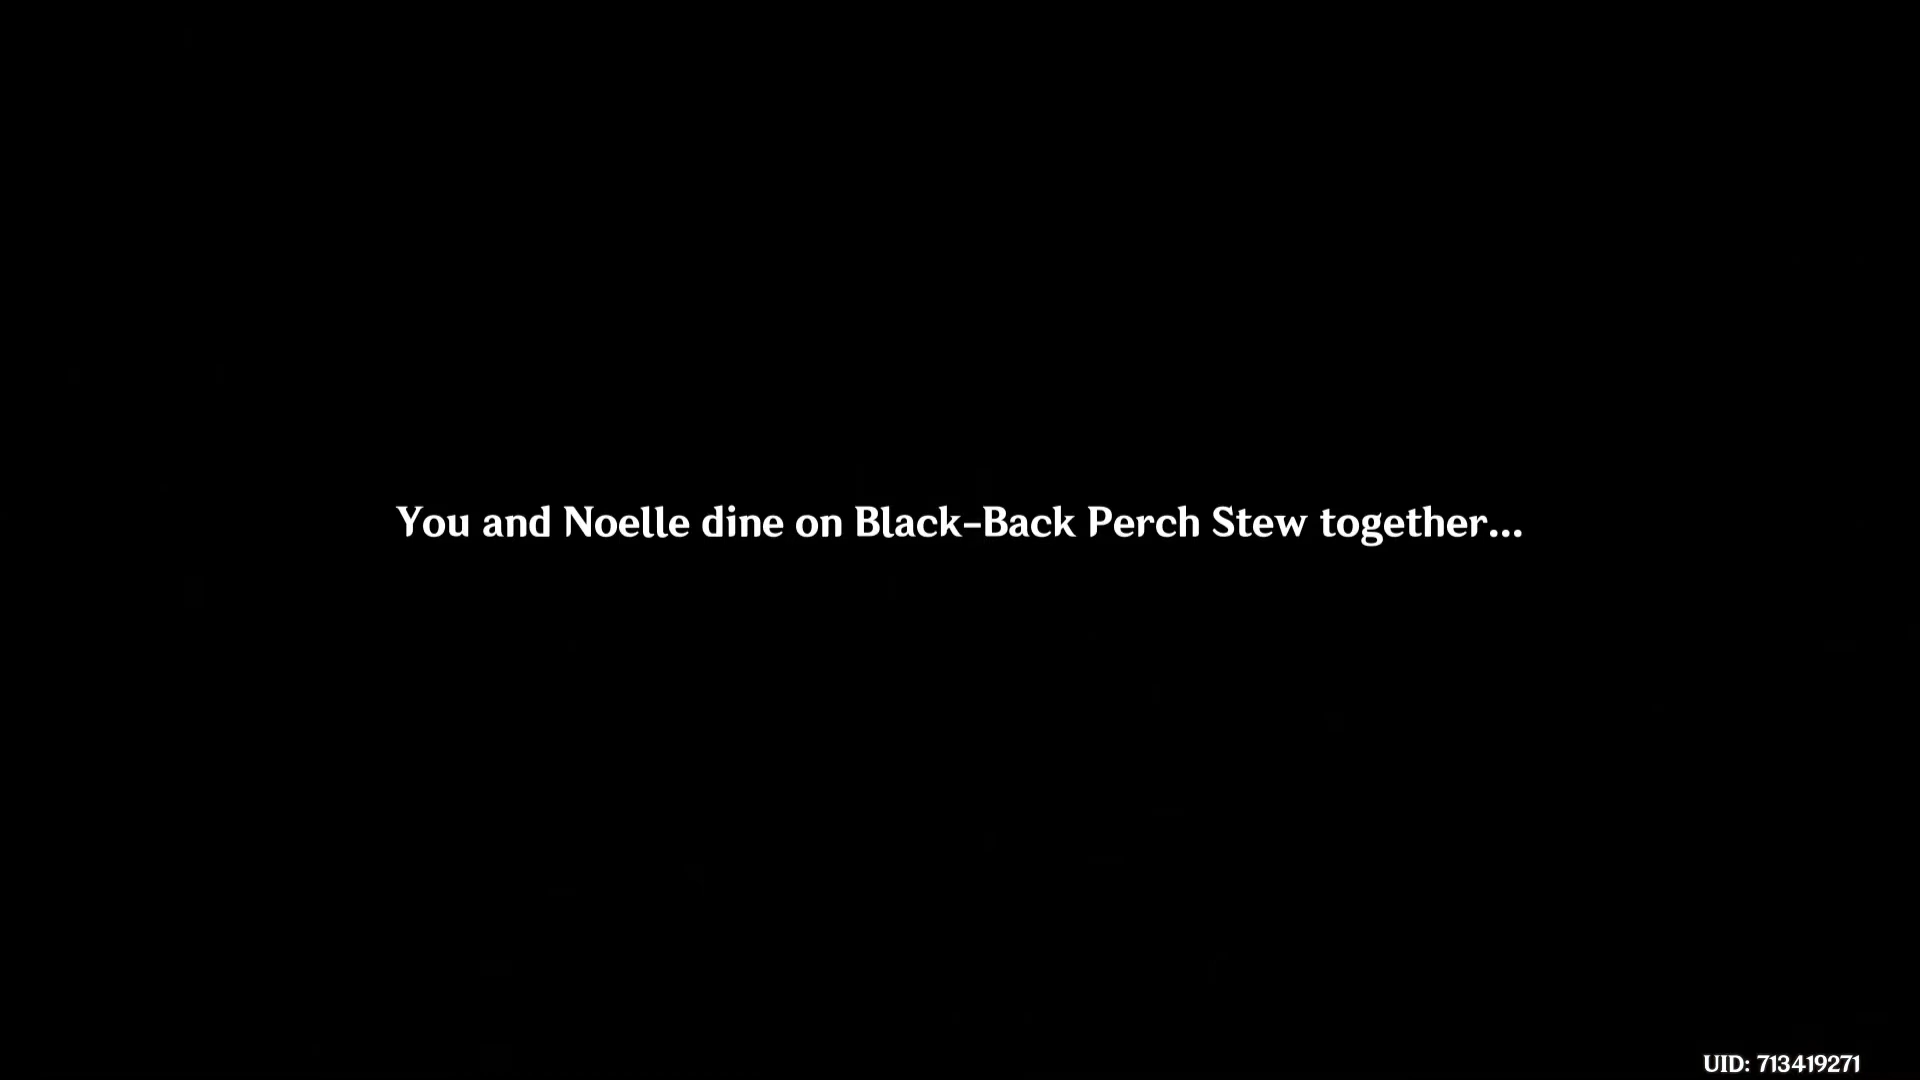 You and Noelle dine on Black-Back Perch Stew together...
UID: 713419271